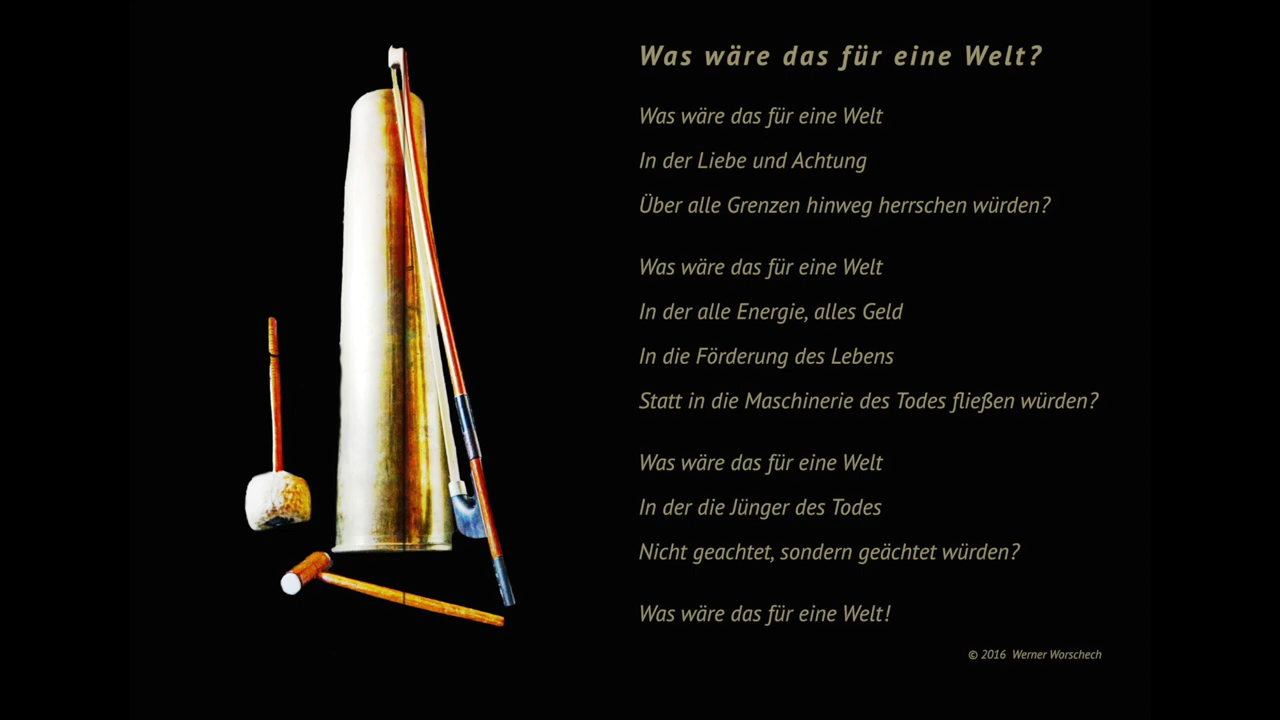 Was wäre das für eine Welt?
Was wäre das für eine Welt
In der Liebe und Achtung
Über alle Grenzen hinweg herrschen würden?
Was wäre das für eine Welt
In der alle Energie, alles Geld
In die Förderung des Lebens
Statt in die Maschinerie des Todes fließen würden?
Was wäre das für eine Welt
In der die Jünger des Todes
Nicht geachtet, sondern geächtet würden?
Was wäre das für eine Welt!
© 2016 Werner Worschech